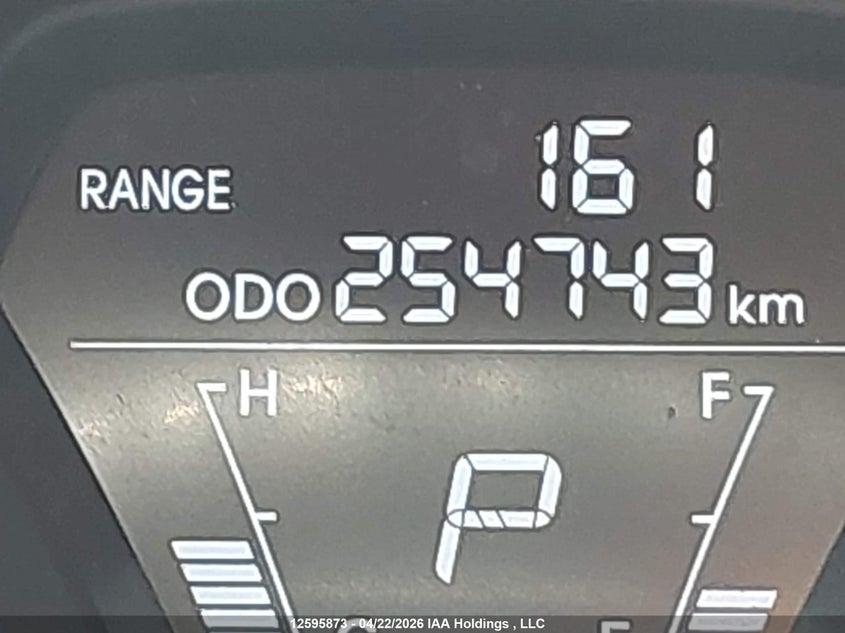 RANGE 161
ODO 254743 km
H F
P
C E
12595873 - 04/22/2026 IAA Holdings , LLC